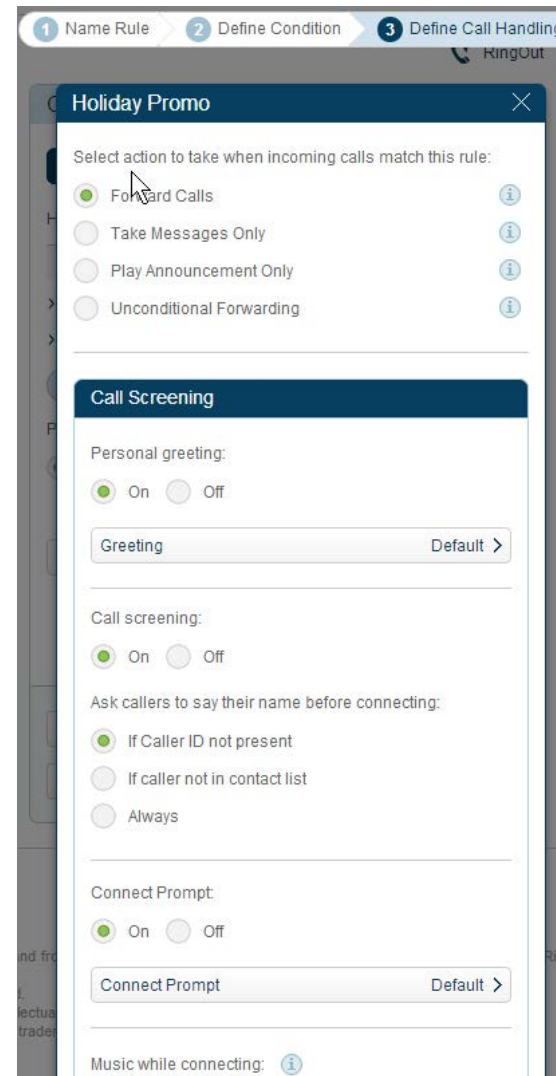 1 Name Rule 2 Define Condition 3 Define Call Handling
RingOut
Holiday Promo
Select action to take when incoming calls match this rule:
Forward Calls
Take Messages Only
Play Announcement Only
Unconditional Forwarding
Call Screening
Personal greeting:
On Off
Greeting Default >
Call screening:
On Off
Ask callers to say their name before connecting:
If Caller ID not present
If caller not in contact list
Always
Connect Prompt:
On Off
Connect Prompt Default >
Music while connecting: